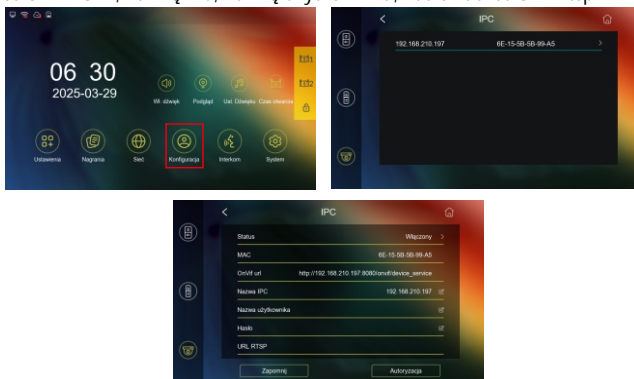 06 30
2025-03-29
Wł. dźwięk Podgląd Ust. Dźwięku Czas otwarcia
1
2
Ustawienia Nagrania Sieć Konfiguracja Interkom System
IPC
192.168.210.197 6E-15-5B-5B-99-A5
IPC
Status Włączony
MAC 6E-15-5B-5B-99-A5
OnVif url http://192.168.210.197:8080/onvif/device_service
Nazwa IPC 192.168.210.197
Nazwa użytkownika
Hasło
URL RTSP
Zapomnij Autoryzacja